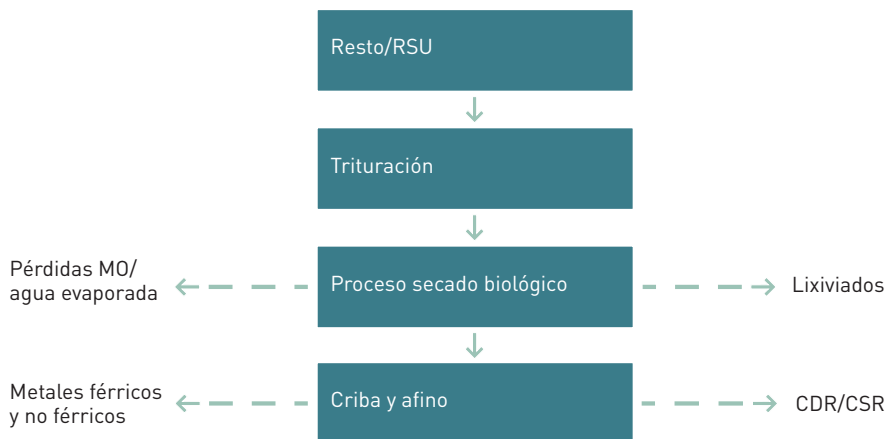 Resto/RSU
Trituración
Pérdidas MO/
agua evaporada
Proceso secado biológico
Lixiviados
Metales férricos
y no férricos
Criba y afino
CDR/CSR